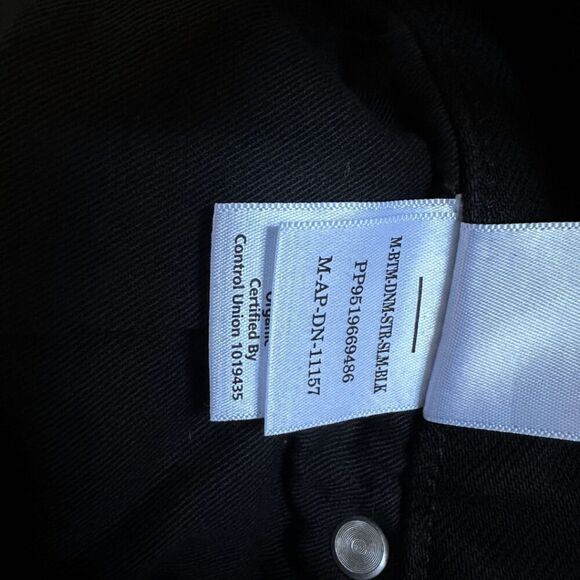 M-BTM-DNM-STR-SLM-BLK
PP9519669486
M-AP-DN-11157
Certified By
Control Union 1019435